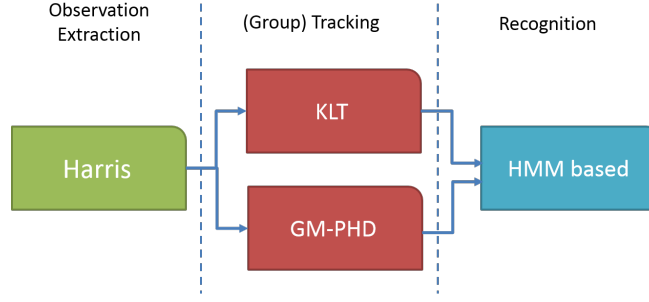 Observation
Extraction
(Group) Tracking
Recognition
Harris
KLT
GM-PHD
HMM based